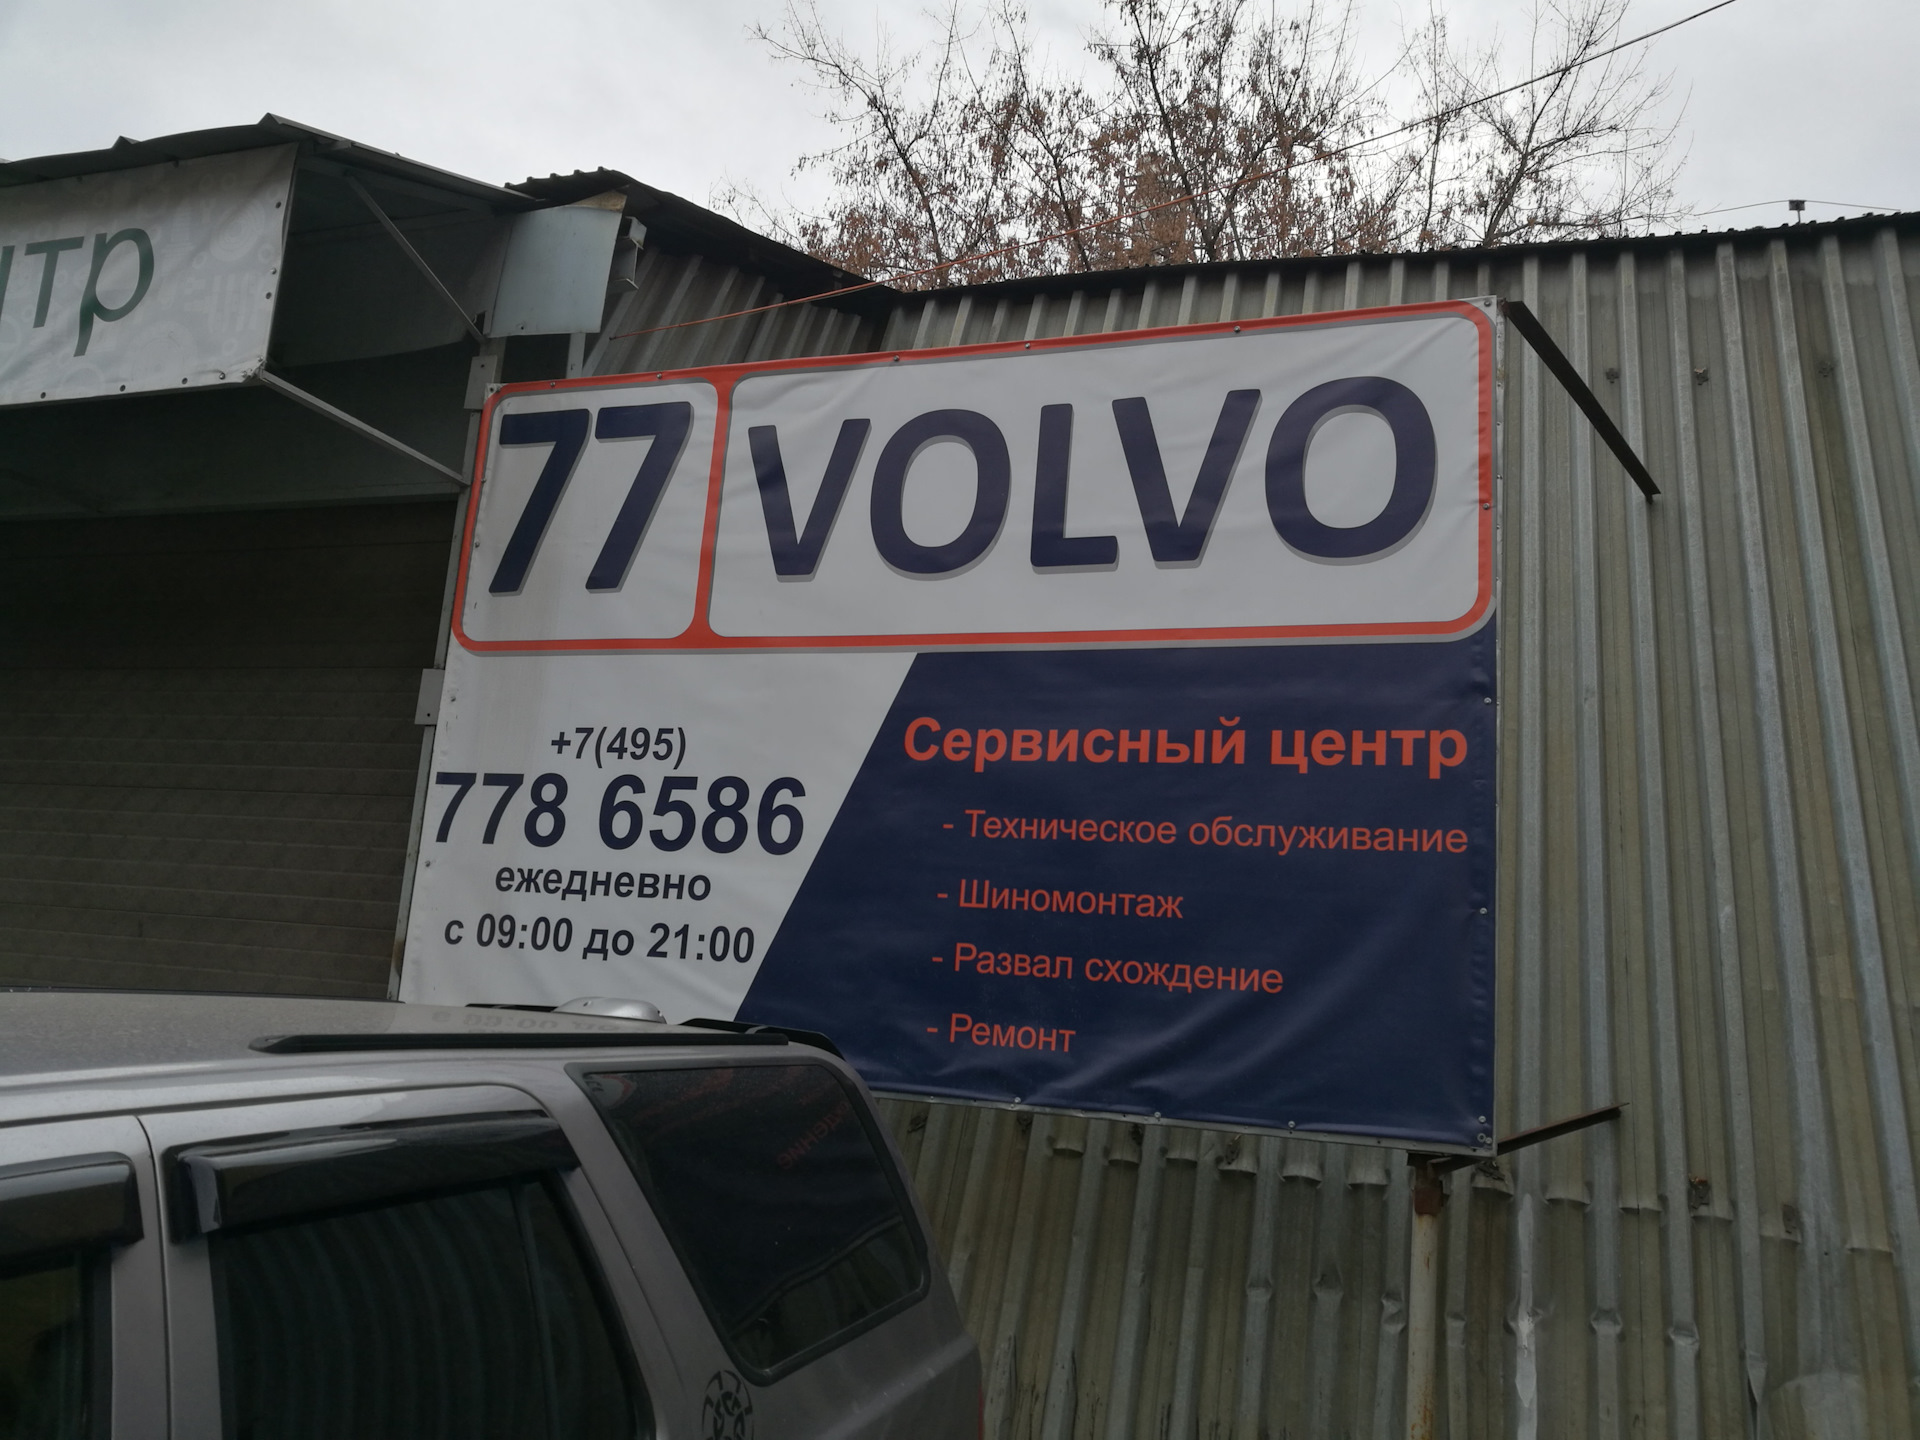 77 VOLVO
+7(495)
778 6586
ежедневно
с 09:00 до 21:00
Сервисный центр
- Техническое обслуживание
- Шиномонтаж
- Развал схождение
- Ремонт